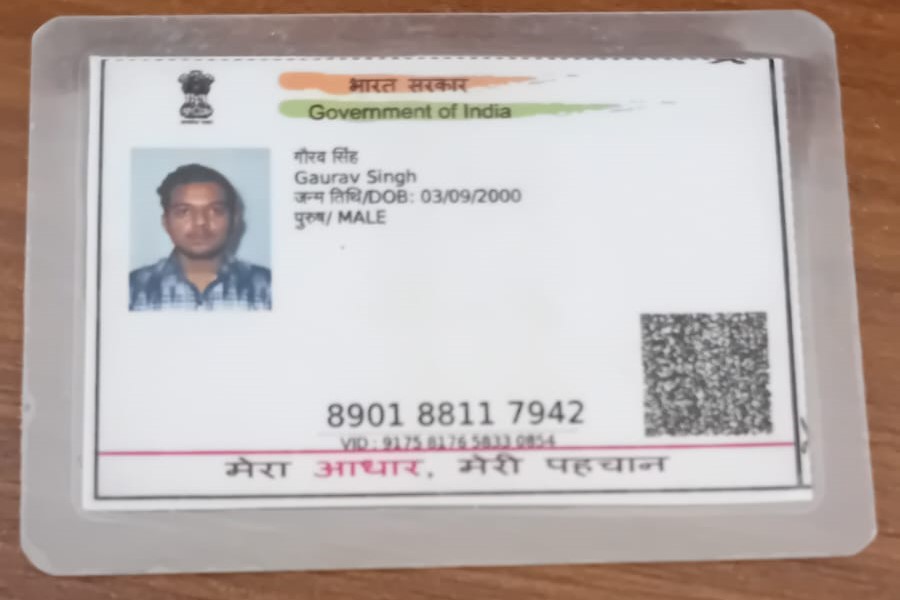 भारत सरकार
Government of India
गौरव सिंह
Gaurav Singh
जन्म तिथि/DOB: 03/09/2000
पुरुष/ MALE
8901 8811 7942
VID : 9175 8176 5833 0854
मेरा आधार, मेरी पहचान